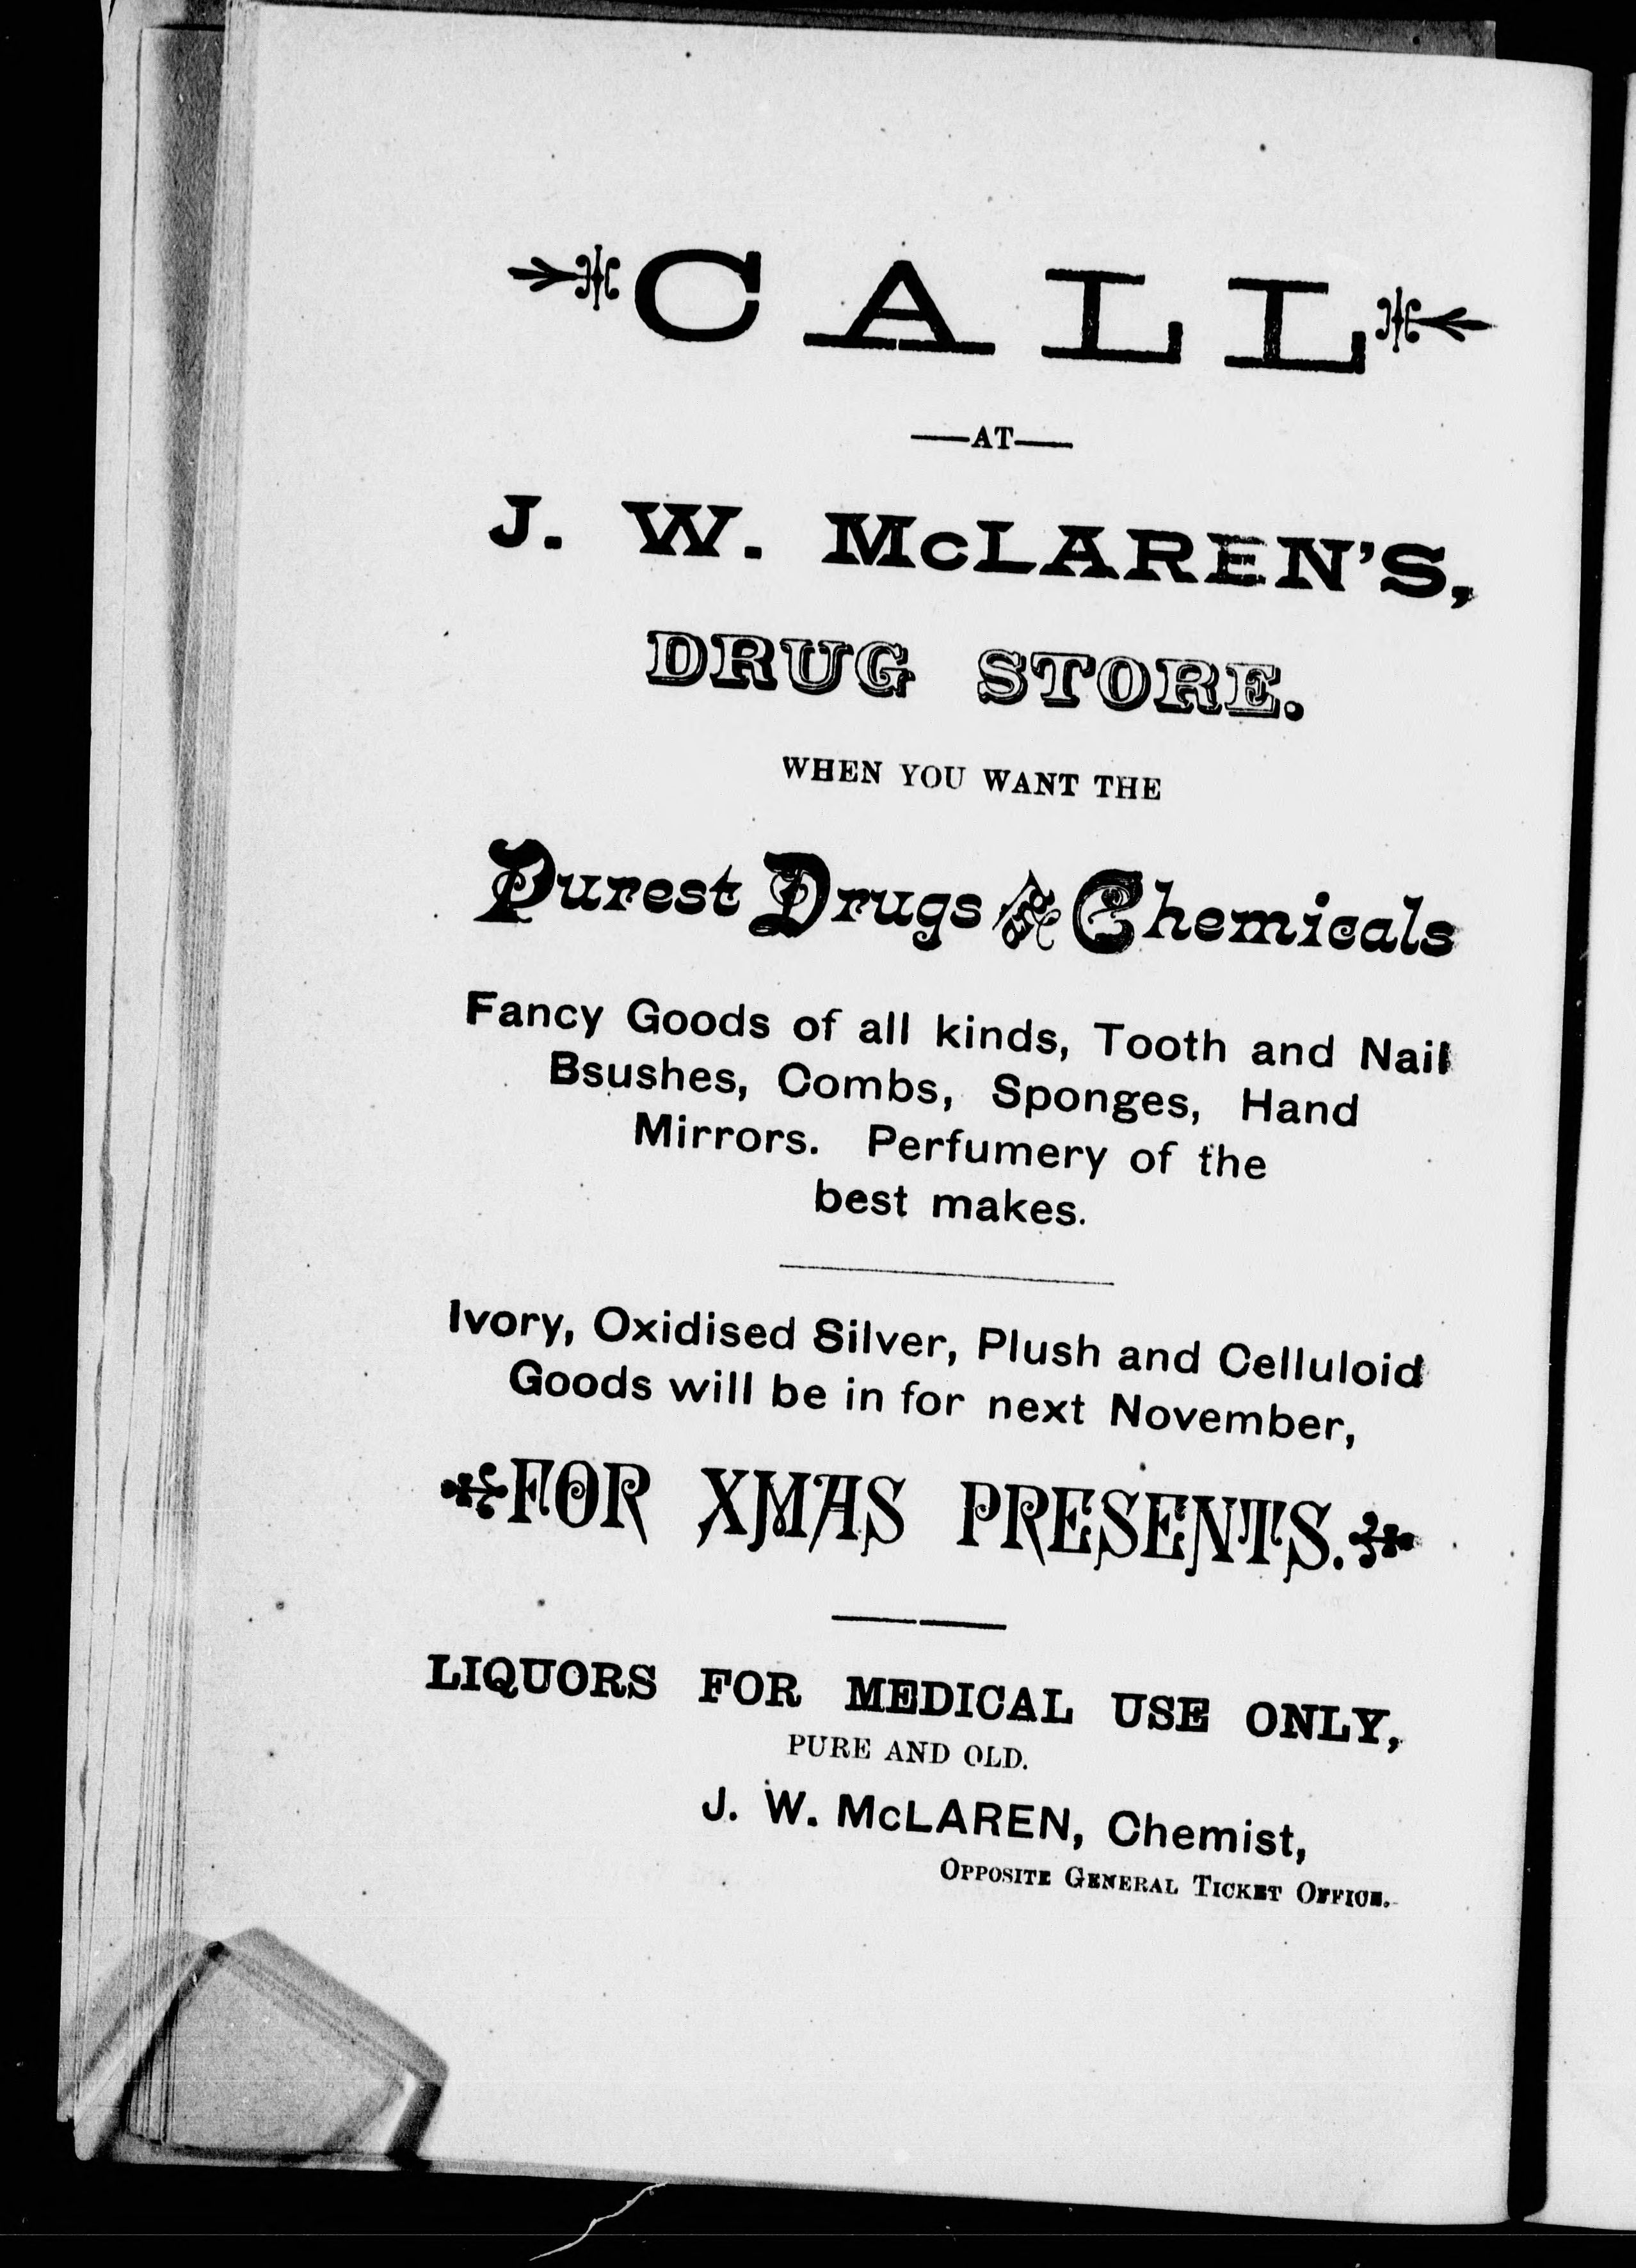 CALL
—AT—
J. W. McLAREN'S,
DRUG STORE.
WHEN YOU WANT THE
Purest Drugs and Chemicals
Fancy Goods of all kinds, Tooth and Nail
Bsushes, Combs, Sponges, Hand
Mirrors. Perfumery of the
best makes.
Ivory, Oxidised Silver, Plush and Celluloid
Goods will be in for next November,
FOR XMAS PRESENTS.
LIQUORS FOR MEDICAL USE ONLY,
PURE AND OLD.
J. W. McLAREN, Chemist,
OPPOSITE GENERAL TICKET OFFICE.